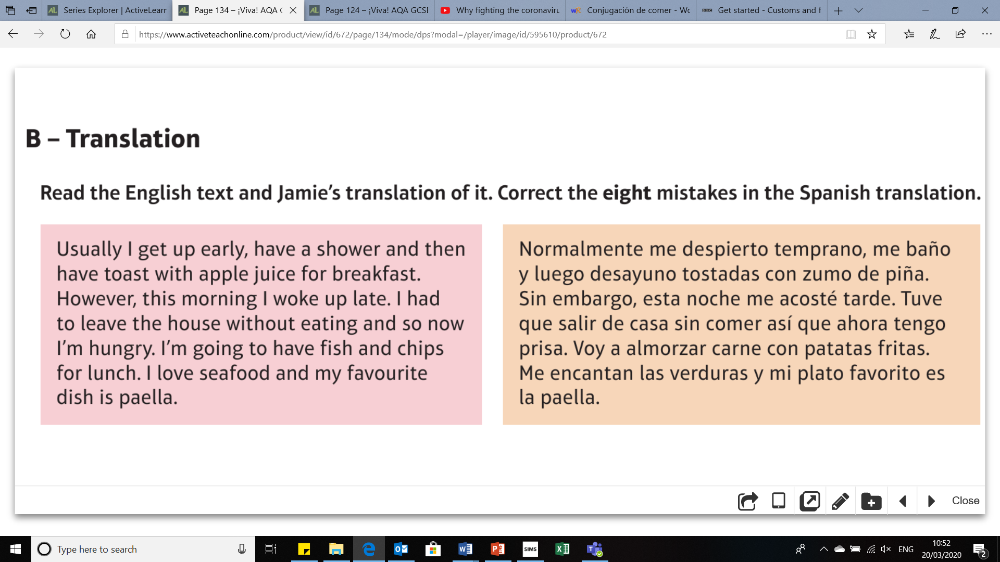 Series Explorer | ActiveLearn
Page 134 – ¡Viva! AQA G
Page 124 – ¡Viva! AQA GCSE
Why fighting the coronaviru
Conjugación de comer - Wo
Get started - Customs and f
https://www.activeteachonline.com/product/view/id/672/page/134/mode/dps?modal=/player/image/id/595610/product/672
B – Translation
Read the English text and Jamie’s translation of it. Correct the eight mistakes in the Spanish translation.
Usually I get up early, have a shower and then
have toast with apple juice for breakfast.
However, this morning I woke up late. I had
to leave the house without eating and so now
I’m hungry. I’m going to have fish and chips
for lunch. I love seafood and my favourite
dish is paella.
Normalmente me despierto temprano, me baño
y luego desayuno tostadas con zumo de piña.
Sin embargo, esta noche me acosté tarde. Tuve
que salir de casa sin comer así que ahora tengo
prisa. Voy a almorzar carne con patatas fritas.
Me encantan las verduras y mi plato favorito es
la paella.
Close
Type here to search
SIMS
ENG
10:52
20/03/2020
2